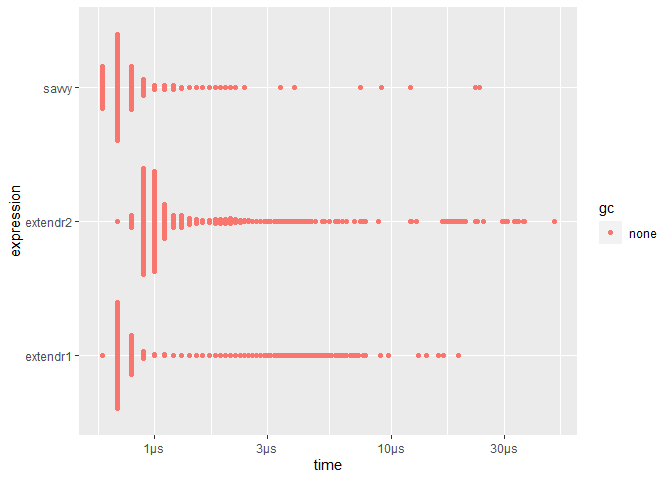 savvy
extendr2
extendr1
expression
1µs
3µs
10µs
30µs
time
gc
none